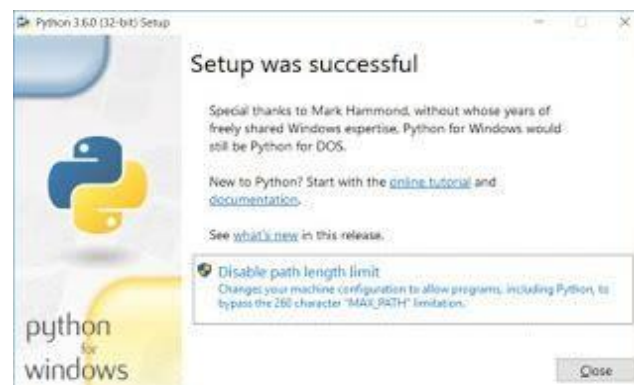 Python 3.6.0 (32-bit) Setup
Setup was successful
Special thanks to Mark Hammond, without whose years of
freely shared Windows expertise, Python for Windows would
still be Python for DOS.
New to Python? Start with the online tutorial and
documentation.
See what's new in this release.
Disable path length limit
Changes your machine configuration to allow programs, including Python, to
bypass the 260 character "MAX_PATH" limitation.
python
for
windows
Close